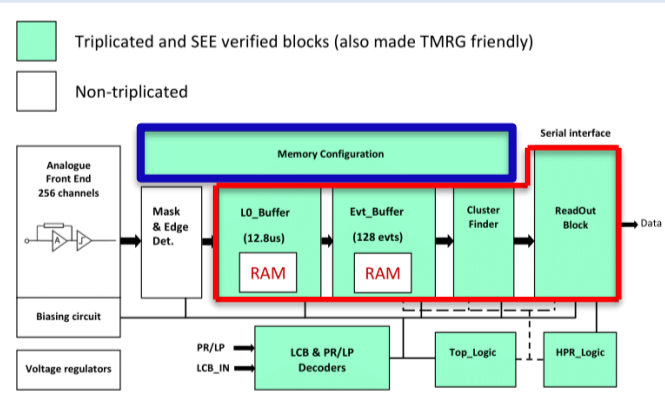 Triplicated and SEE verified blocks (also made TMRG friendly)
Non-triplicated
Serial interface
Memory Configuration
Analogue
Front End
256 channels
A
Mask
& Edge
Det.
L0_Buffer
(12.8us)
RAM
Evt_Buffer
(128 evts)
RAM
Cluster
Finder
ReadOut
Block
Data
Biasing circuit
Voltage regulators
PR/LP
LCB_IN
LCB & PR/LP
Decoders
Top_Logic
HPR_Logic